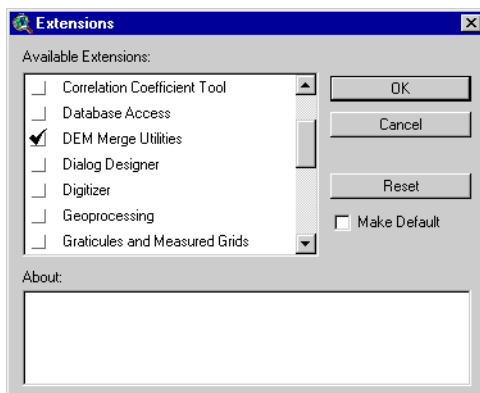 Extensions
Available Extensions:
Correlation Coefficient Tool
Database Access
DEM Merge Utilities
Dialog Designer
Digitizer
Geoprocessing
Graticules and Measured Grids
OK
Cancel
Reset
Make Default
About: